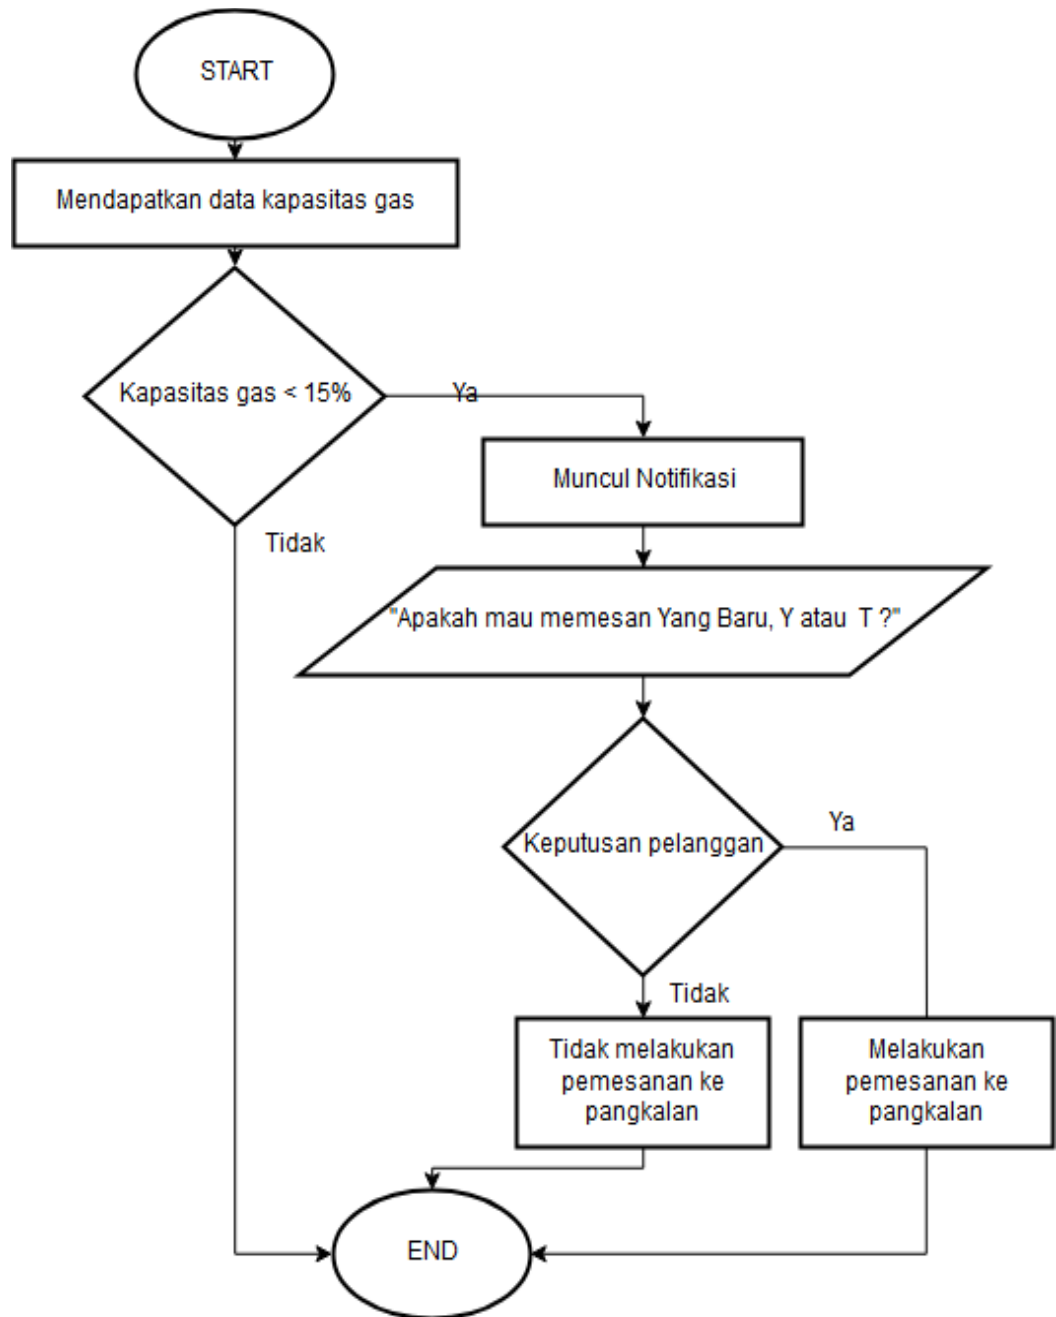 START
Mendapatkan data kapasitas gas
Kapasitas gas < 15%
Ya
Muncul Notifikasi
Tidak
"Apakah mau memesan Yang Baru, Y atau T ?"
Keputusan pelanggan
Ya
Tidak
Tidak melakukan
pemesanan ke
pangkalan
Melakukan
pemesanan ke
pangkalan
END